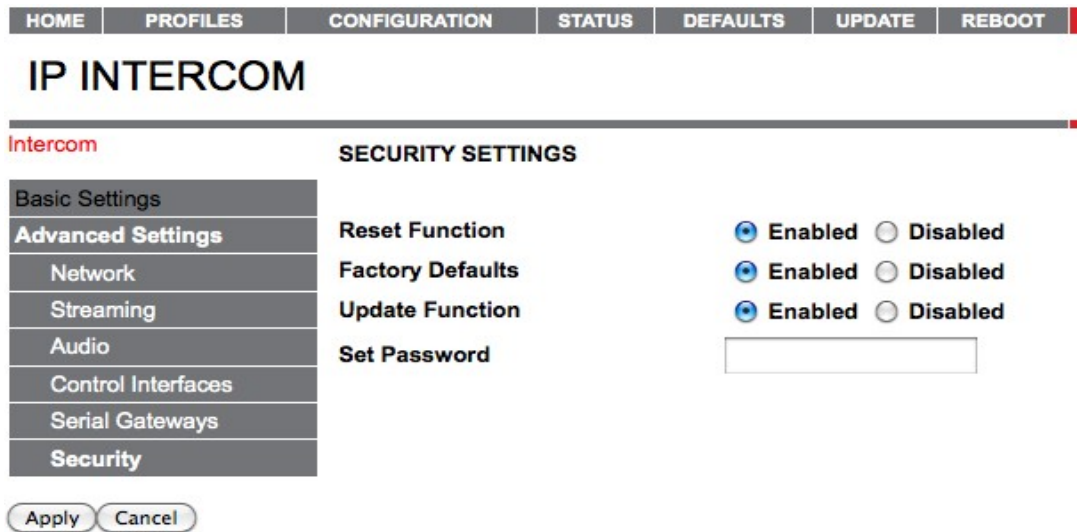 HOME PROFILES CONFIGURATION STATUS DEFAULTS UPDATE REBOOT
IP INTERCOM
Intercom
Basic Settings
Advanced Settings
Network
Streaming
Audio
Control Interfaces
Serial Gateways
Security
SECURITY SETTINGS
Reset Function Enabled Disabled
Factory Defaults Enabled Disabled
Update Function Enabled Disabled
Set Password
Apply Cancel